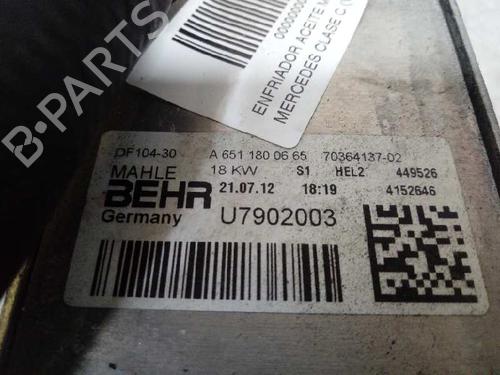 B-PARTS
ENFRIADOR ACEITE M
MERCEDES CLASE C (
DF104-30 A 651 180 06 65 70364137-02
MAHLE 18 KW S1 HEL2 449526
BEHR 21.07.12 18:19 4152646
Germany U7902003